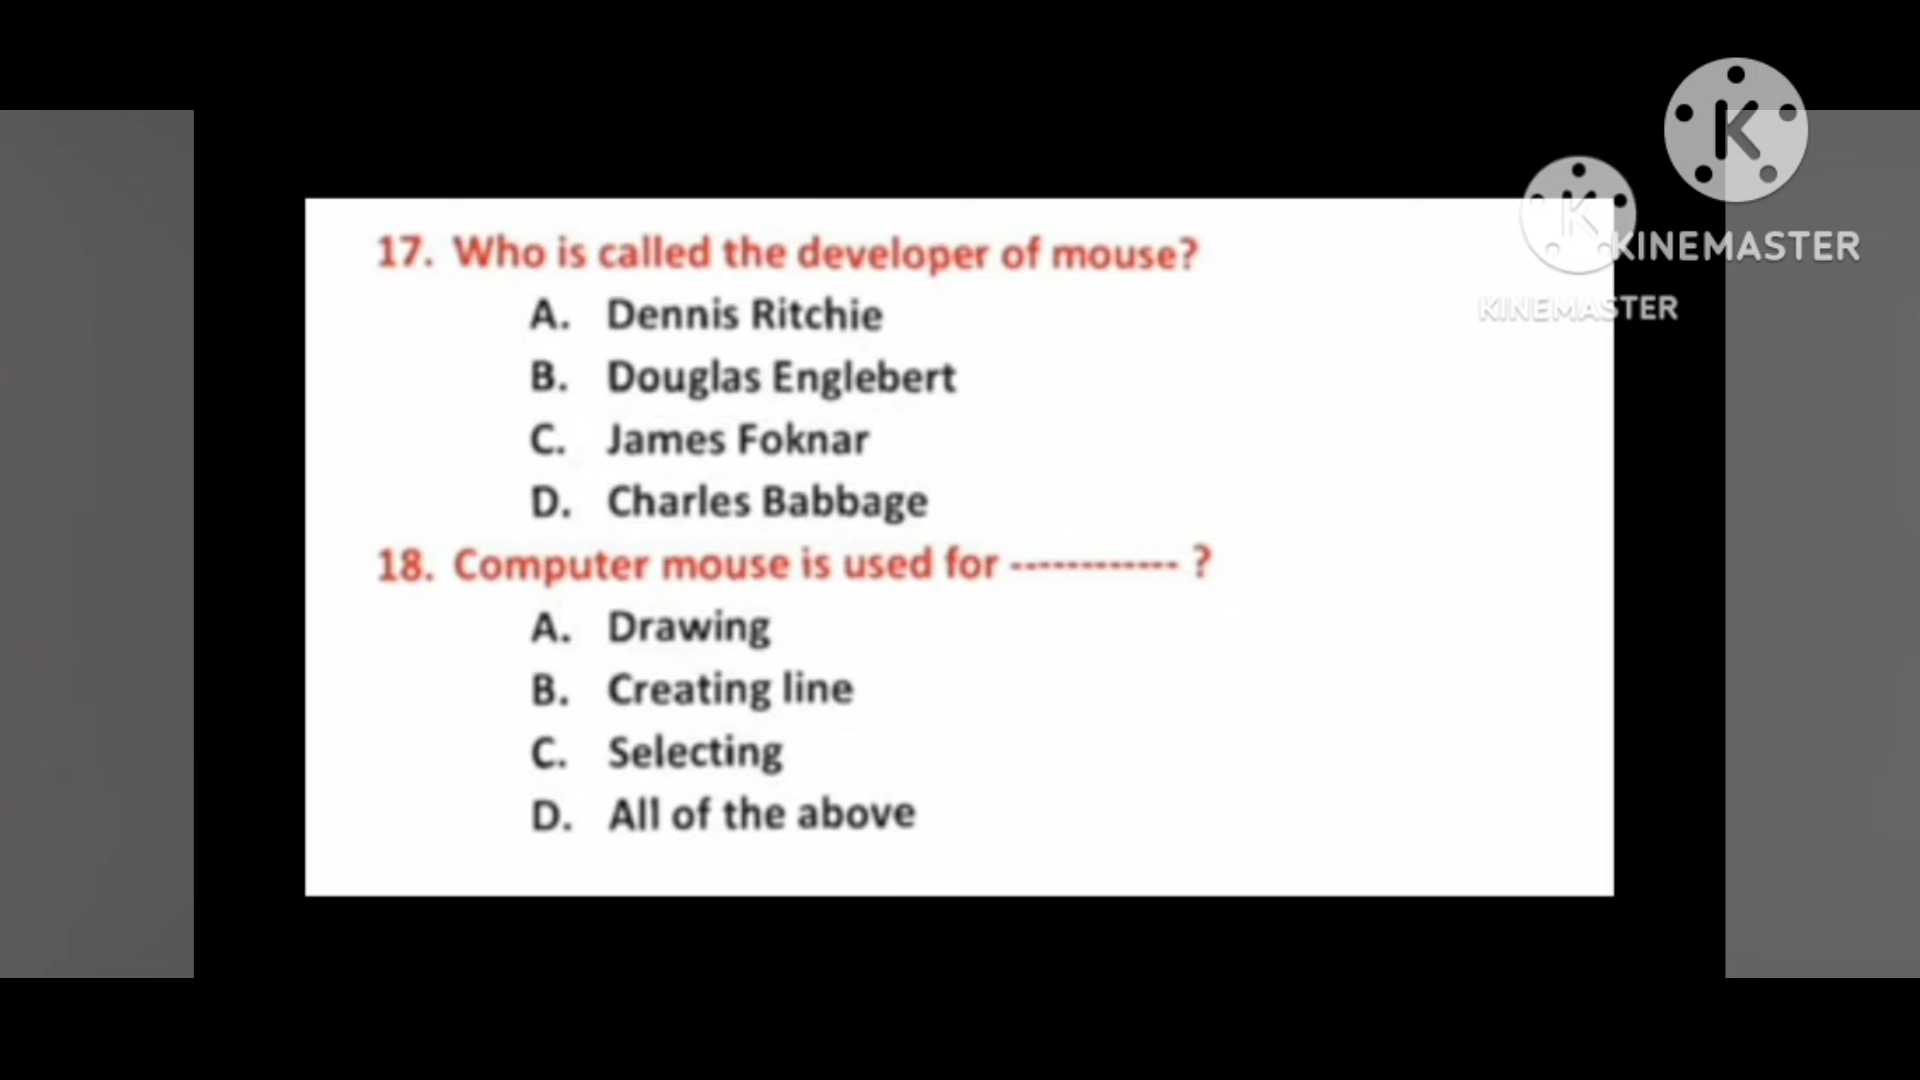 17. Who is called the developer of mouse?
A. Dennis Ritchie
B. Douglas Englebert
C. James Foknar
D. Charles Babbage
18. Computer mouse is used for ------------ ?
A. Drawing
B. Creating line
C. Selecting
D. All of the above
K
KINEMASTER
K
KINEMASTER